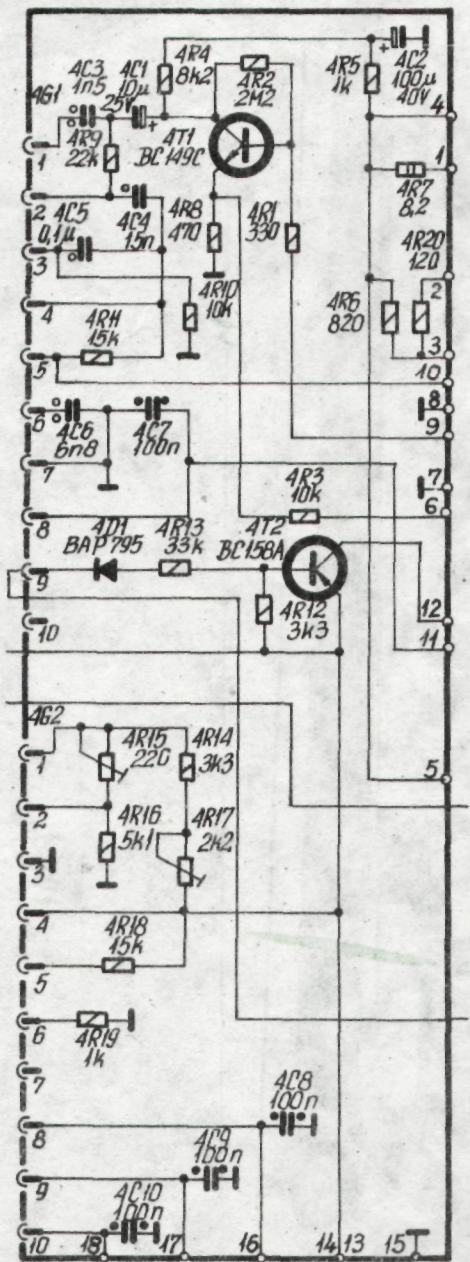 4G1
4C3
1n5
4C1
10μ
25V
4R4
8k2
4R2
2M2
4R5
1k
4C2
100μ
40V
4
1
4R9
22k
4T1
BC149C
1
4R7
8,2
2
4C5
0,1μ
4C4
15n
4R8
470
4R1
330
4R20
120
3
4R10
10k
2
4
4R11
15k
4R6
820
5
3
10
6
4C6
6n8
4C7
100n
8
9
7
4R3
10k
7
6
8
4D1
BAP795
4R13
33k
4T2
BC158A
9
4R12
3k3
12
10
11
4G2
1
4R15
220
4R14
3k3
5
2
4R16
5k1
4R17
2k2
3
4
4R18
15k
5
6
4R19
1k
7
4C8
100n
8
4C9
100n
9
4C10
100n
10
18
17
16
14
13
15